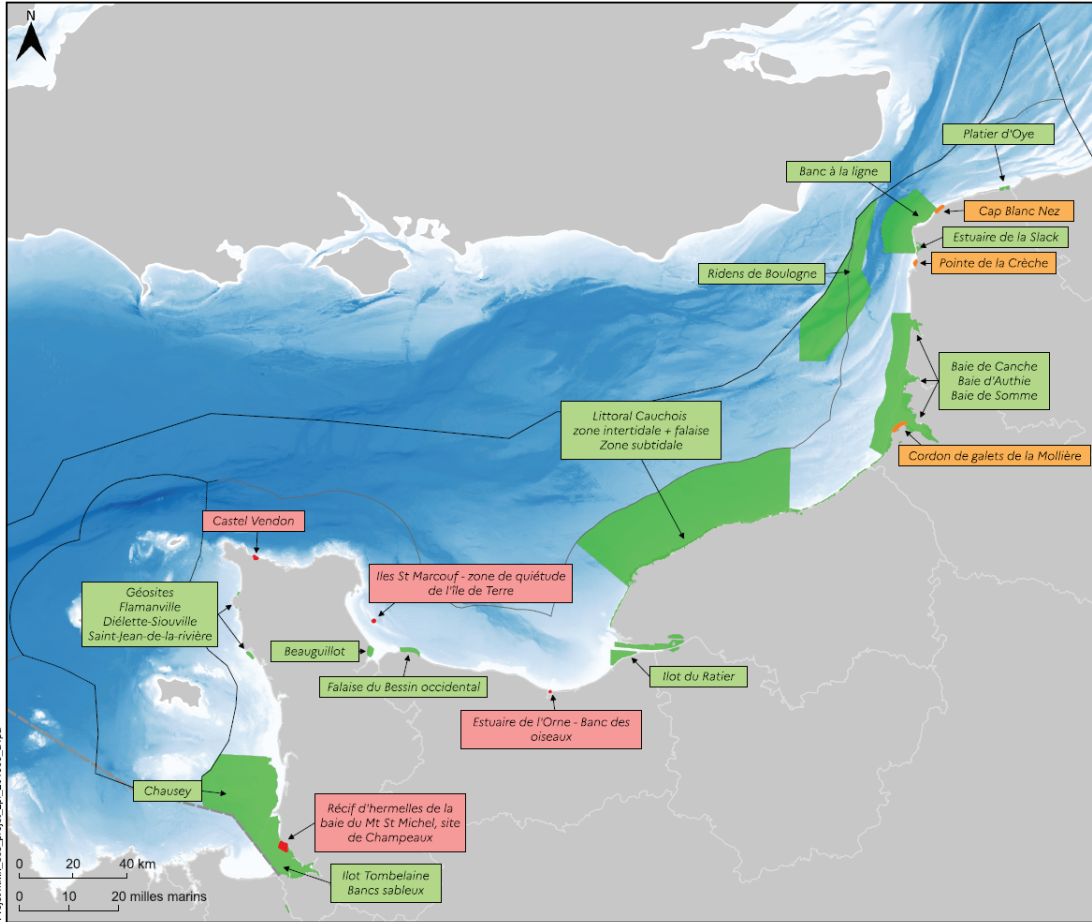 N
Platier d'Oye
Banc à la ligne
Cap Blanc Nez
Estuaire de la Slack
Pointe de la Crèche
Ridens de Boulogne
Baie de Canche
Baie d'Authie
Baie de Somme
Littoral Cauchois
zone intertidale + falaise
Zone subtidale
Cordon de galets de la Mollière
Castel Vendon
Iles St Marcouf - zone de quiétude
de l'île de Terre
Géosites
Flamanville
Diélette-Siouville
Saint-Jean-de-la-rivière
Beauguillot
Falaise du Bessin occidental
Ilot du Ratier
Estuaire de l'Orne - Banc des
oiseaux
Chausey
Récif d'hermelles de la
baie du Mt St Michel, site
de Champeaux
Ilot Tombelaine
Bancs sableux
0 20 40 km
0 10 20 milles marins